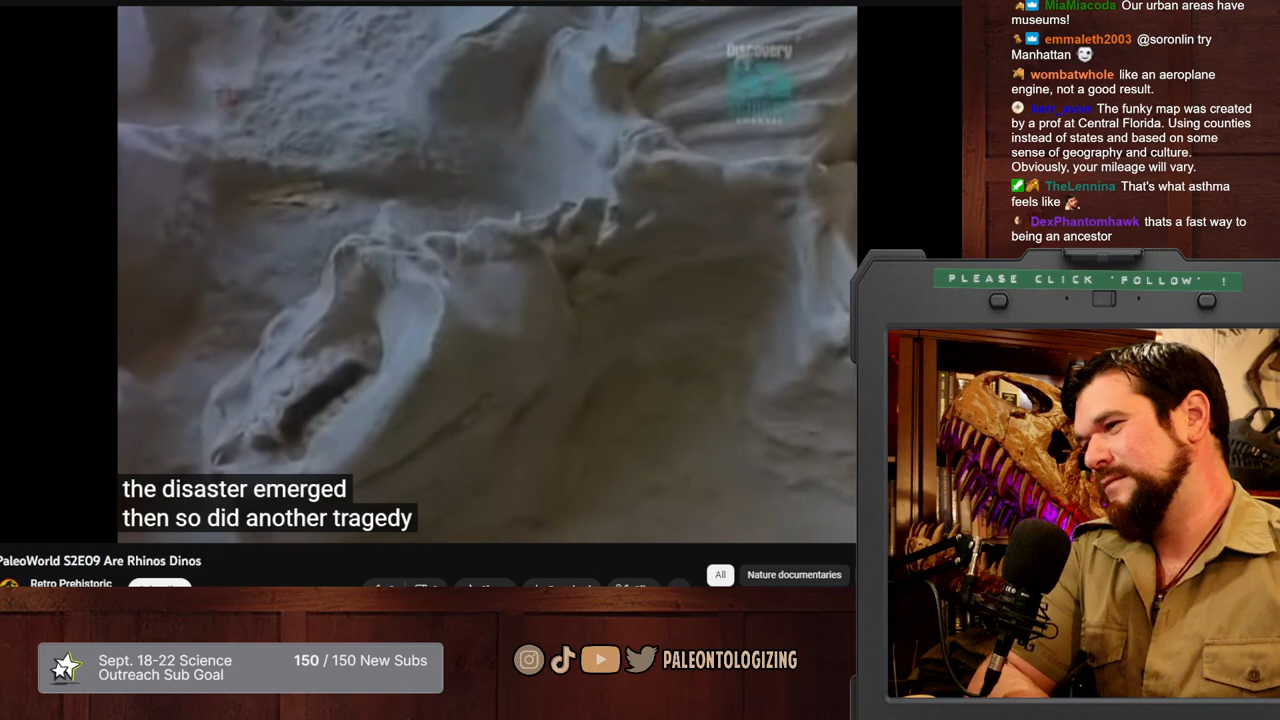 MiaMiacoda Our urban areas have
museums!
emmaleth2003 @soronlin try
Manhattan
wombatwhole like an aeroplane
engine, not a good result.
The funky map was created
by a prof at Central Florida. Using counties
instead of states and based on some
sense of geography and culture.
Obviously, your mileage will vary.
TheLennina That's what asthma
feels like
DexPhantomhawk thats a fast way to
being an ancestor
PLEASE CLICK "FOLLOW" !
Discovery
CHANNEL
the disaster emerged
then so did another tragedy
PaleoWorld S2E09 Are Rhinos Dinos
Retro Prehistoric
All
Nature documentaries
Sept. 18-22 Science
Outreach Sub Goal
150 / 150 New Subs
PALEONTOLOGIZING